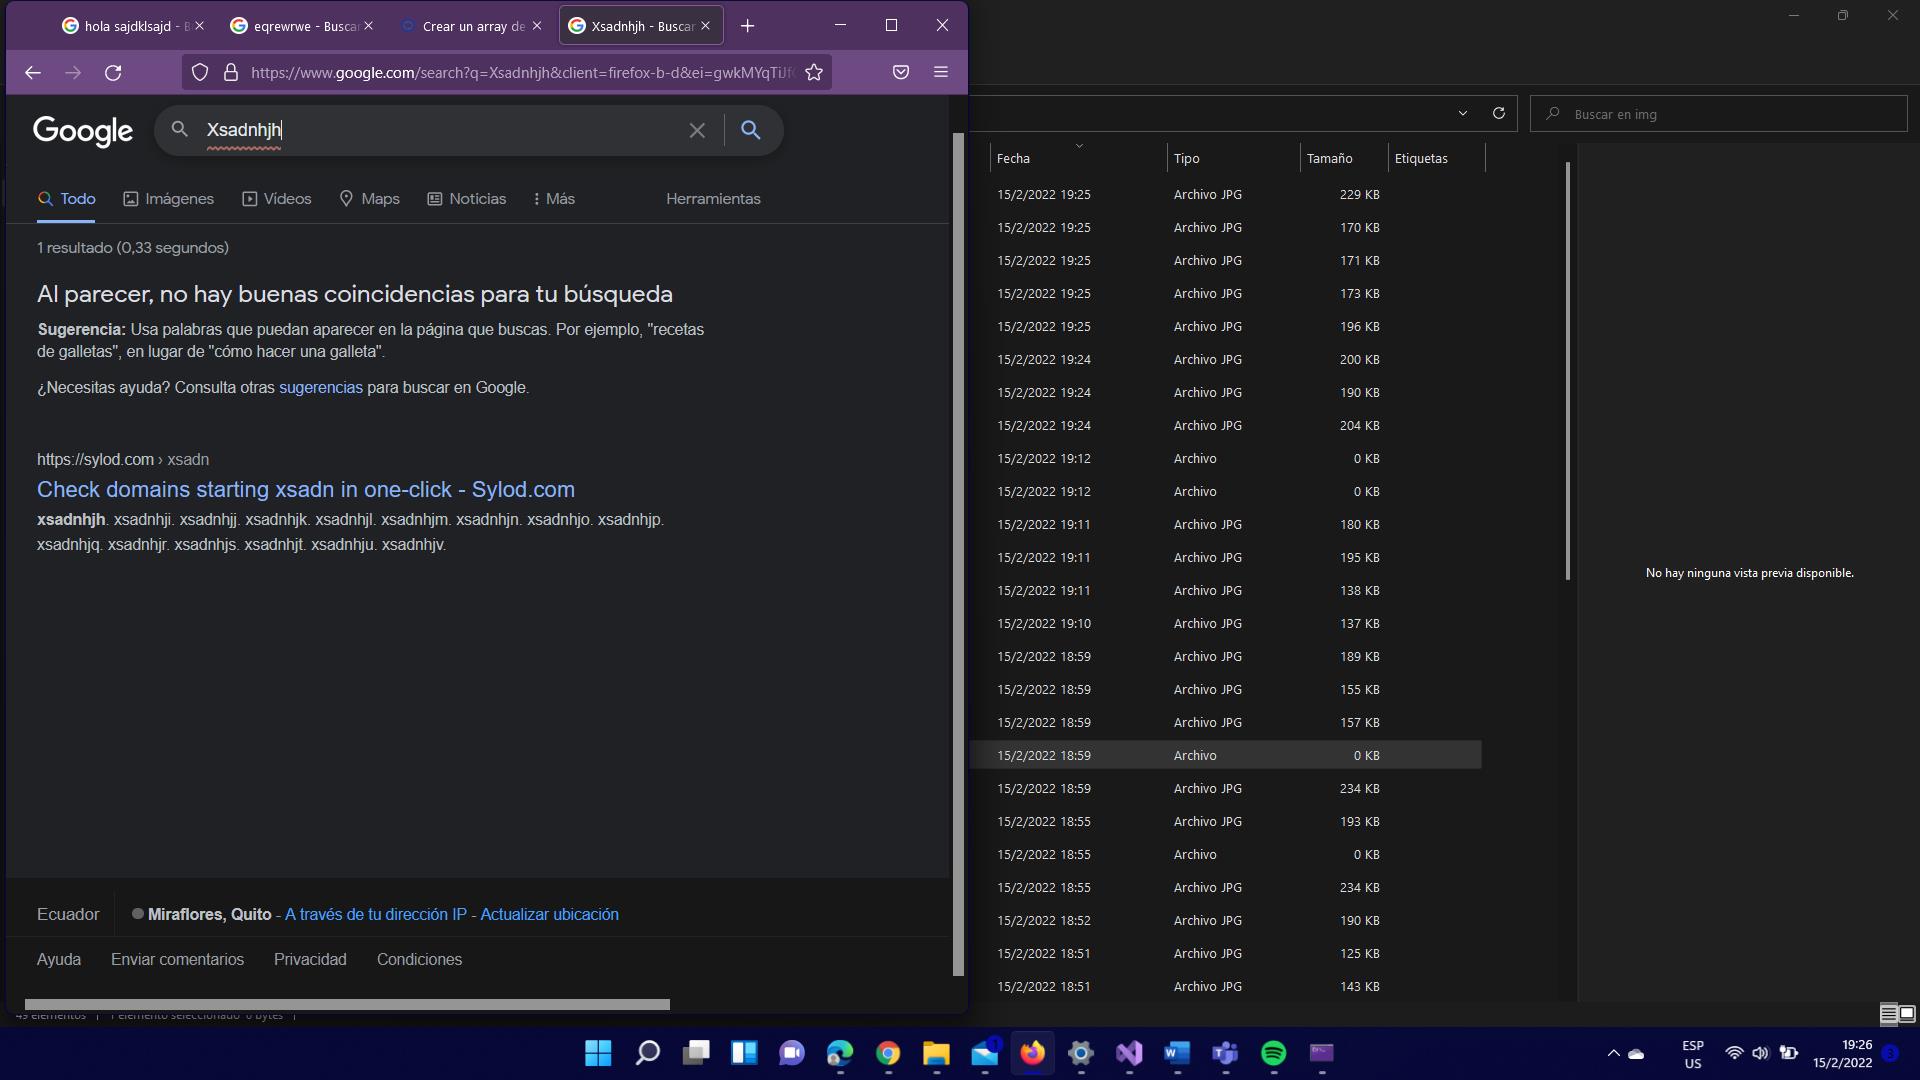 hola sajdklsajd - B
eqrewrwe - Buscar
Crear un array de
Xsadnhjh - Buscar
https://www.google.com/search?q=Xsadnhjh&client=firefox-b-d&ei=gwkMYqTiJf
Google
Xsadnhjh
Todo
Imágenes
Vídeos
Maps
Noticias
Más
Herramientas
1 resultado (0,33 segundos)
Al parecer, no hay buenas coincidencias para tu búsqueda
Sugerencia: Usa palabras que puedan aparecer en la página que buscas. Por ejemplo, "recetas
de galletas", en lugar de "cómo hacer una galleta".
¿Necesitas ayuda? Consulta otras sugerencias para buscar en Google.
https://sylod.com › xsadn
Check domains starting xsadn in one-click - Sylod.com
xsadnhjh. xsadnhji. xsadnhjj. xsadnhjk. xsadnhjl. xsadnhjm. xsadnhjn. xsadnhjo. xsadnhjp.
xsadnhjq. xsadnhjr. xsadnhjs. xsadnhjt. xsadnhju. xsadnhjv.
Ecuador
Miraflores, Quito - A través de tu dirección IP - Actualizar ubicación
Ayuda
Enviar comentarios
Privacidad
Condiciones
49 elementos
1 elemento seleccionado 0 bytes
Buscar en img
Fecha Tipo Tamaño Etiquetas
15/2/2022 19:25 Archivo JPG 229 KB
15/2/2022 19:25 Archivo JPG 170 KB
15/2/2022 19:25 Archivo JPG 171 KB
15/2/2022 19:25 Archivo JPG 173 KB
15/2/2022 19:25 Archivo JPG 196 KB
15/2/2022 19:24 Archivo JPG 200 KB
15/2/2022 19:24 Archivo JPG 190 KB
15/2/2022 19:24 Archivo JPG 204 KB
15/2/2022 19:12 Archivo 0 KB
15/2/2022 19:12 Archivo 0 KB
15/2/2022 19:11 Archivo JPG 180 KB
15/2/2022 19:11 Archivo JPG 195 KB
15/2/2022 19:11 Archivo JPG 138 KB
15/2/2022 19:10 Archivo JPG 137 KB
15/2/2022 18:59 Archivo JPG 189 KB
15/2/2022 18:59 Archivo JPG 155 KB
15/2/2022 18:59 Archivo JPG 157 KB
15/2/2022 18:59 Archivo 0 KB
15/2/2022 18:59 Archivo JPG 234 KB
15/2/2022 18:55 Archivo JPG 193 KB
15/2/2022 18:55 Archivo 0 KB
15/2/2022 18:55 Archivo JPG 234 KB
15/2/2022 18:52 Archivo JPG 190 KB
15/2/2022 18:51 Archivo JPG 125 KB
15/2/2022 18:51 Archivo JPG 143 KB
No hay ninguna vista previa disponible.
ESP
US
19:26
15/2/2022
3